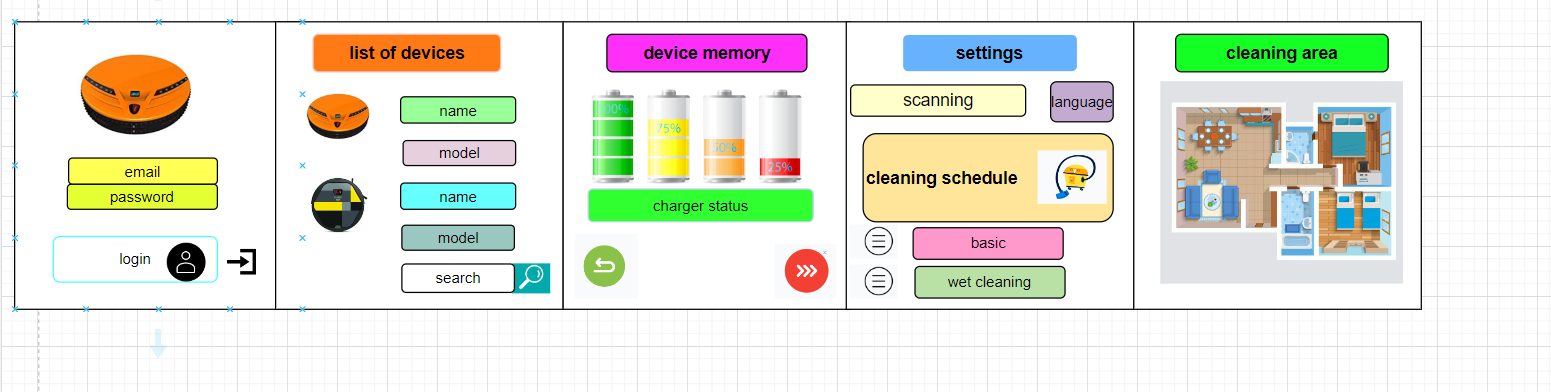 email
password
login
list of devices
name
model
name
model
search
device memory
100%
75%
50%
25%
charger status
settings
scanning
language
cleaning schedule
basic
wet cleaning
cleaning area